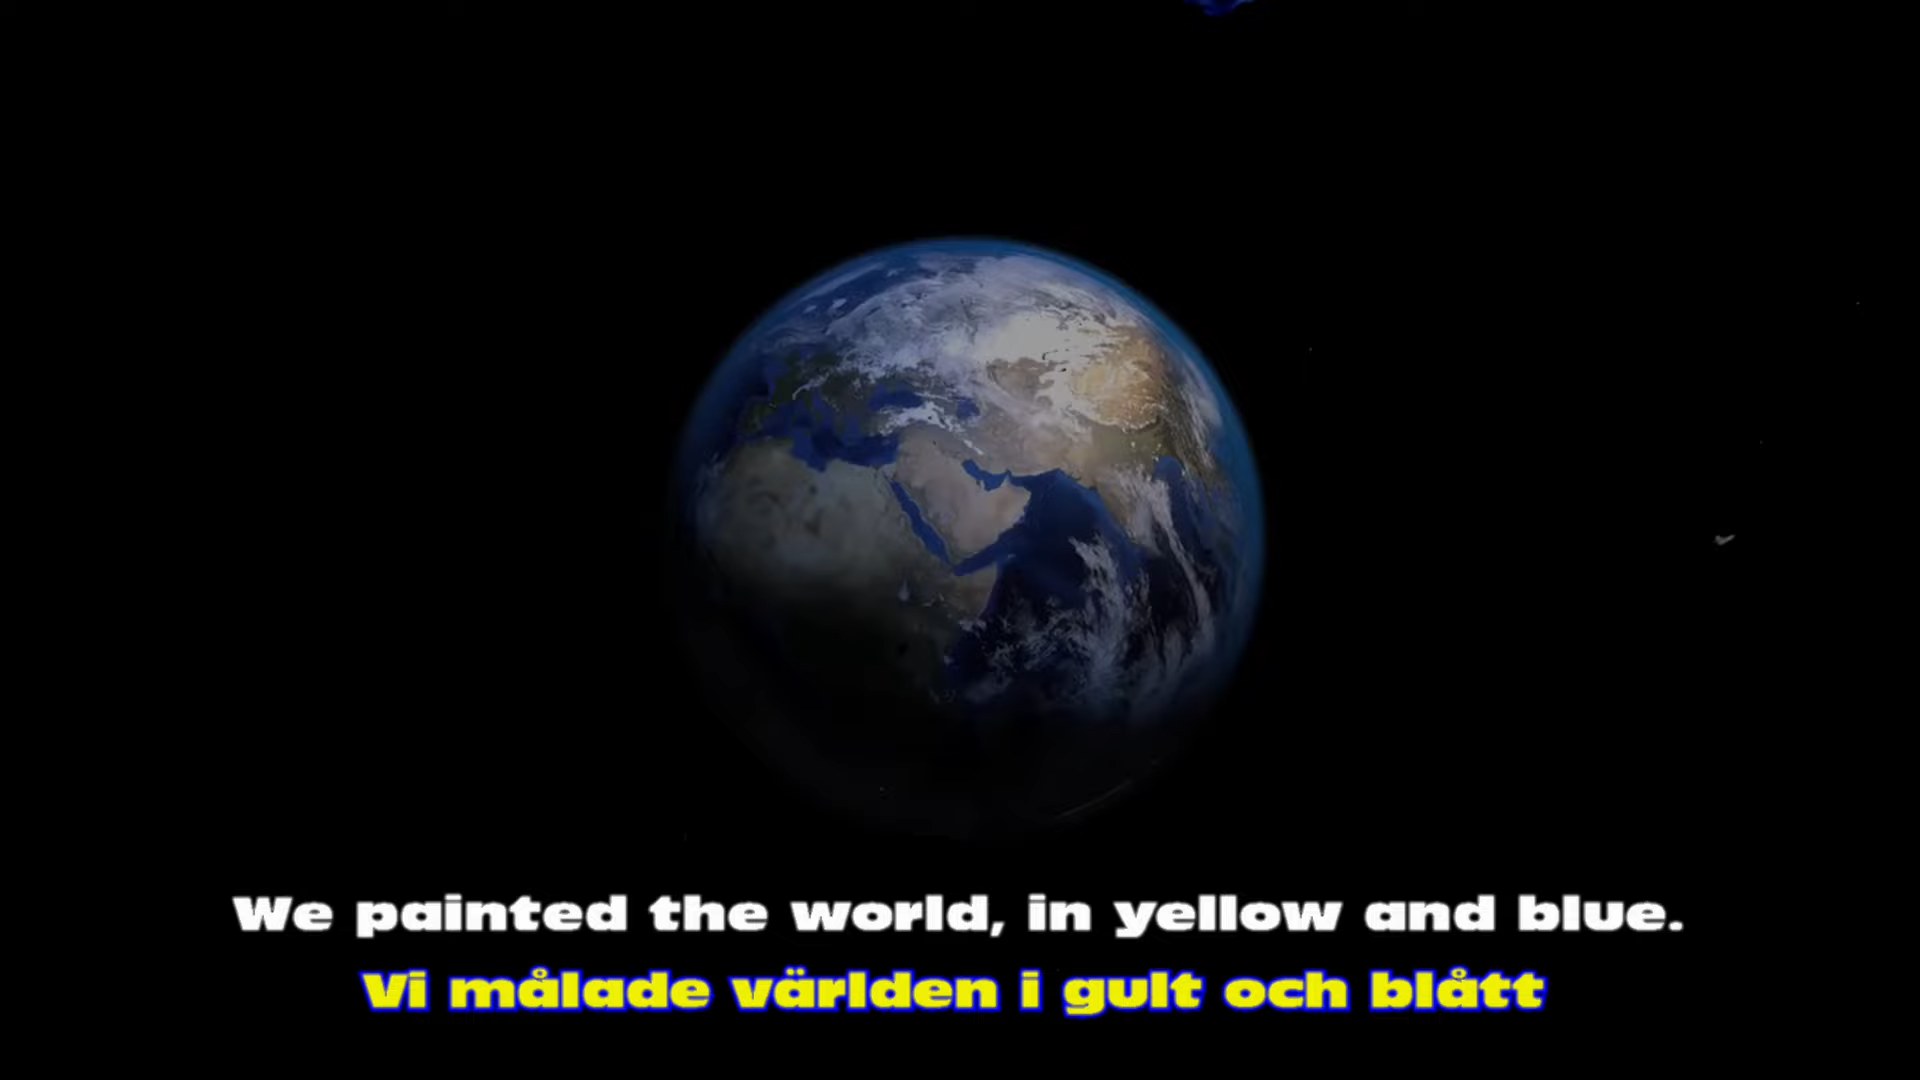 We painted the world, in yellow and blue.
Vi målade världen i gult och blått